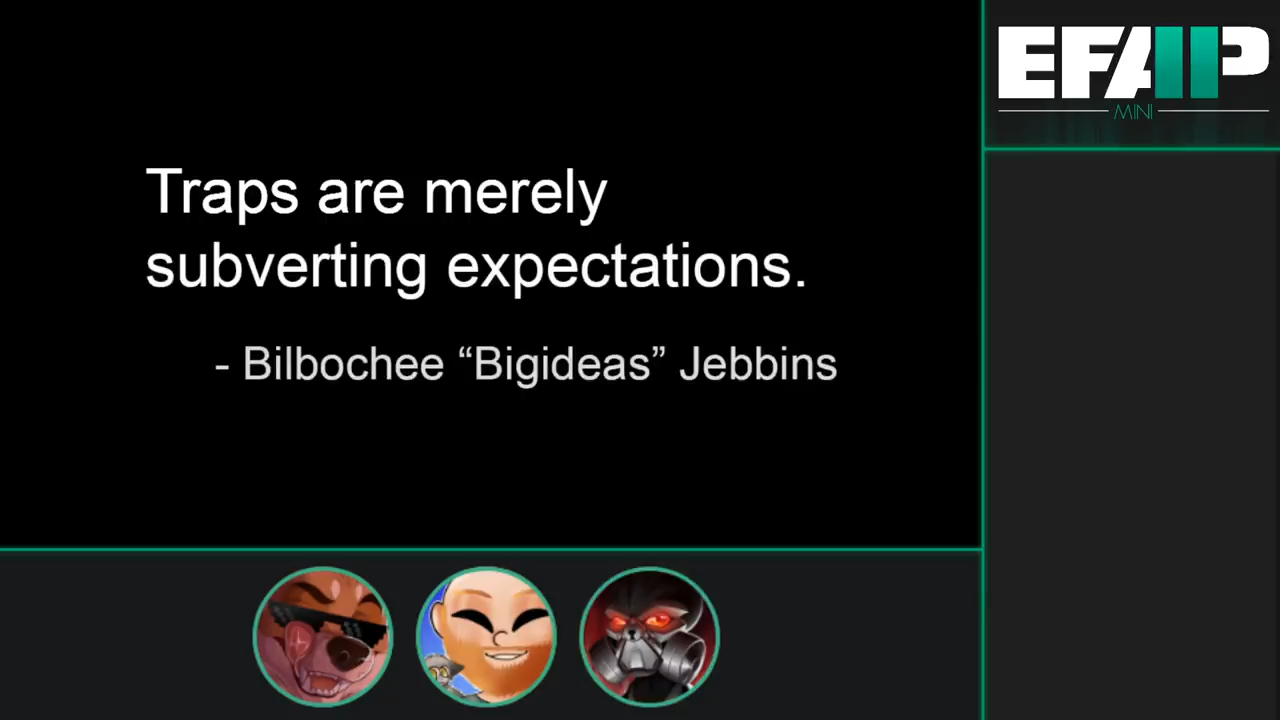 EFAP
MINI
Traps are merely
subverting expectations.
- Bilbochee “Bigideas” Jebbins